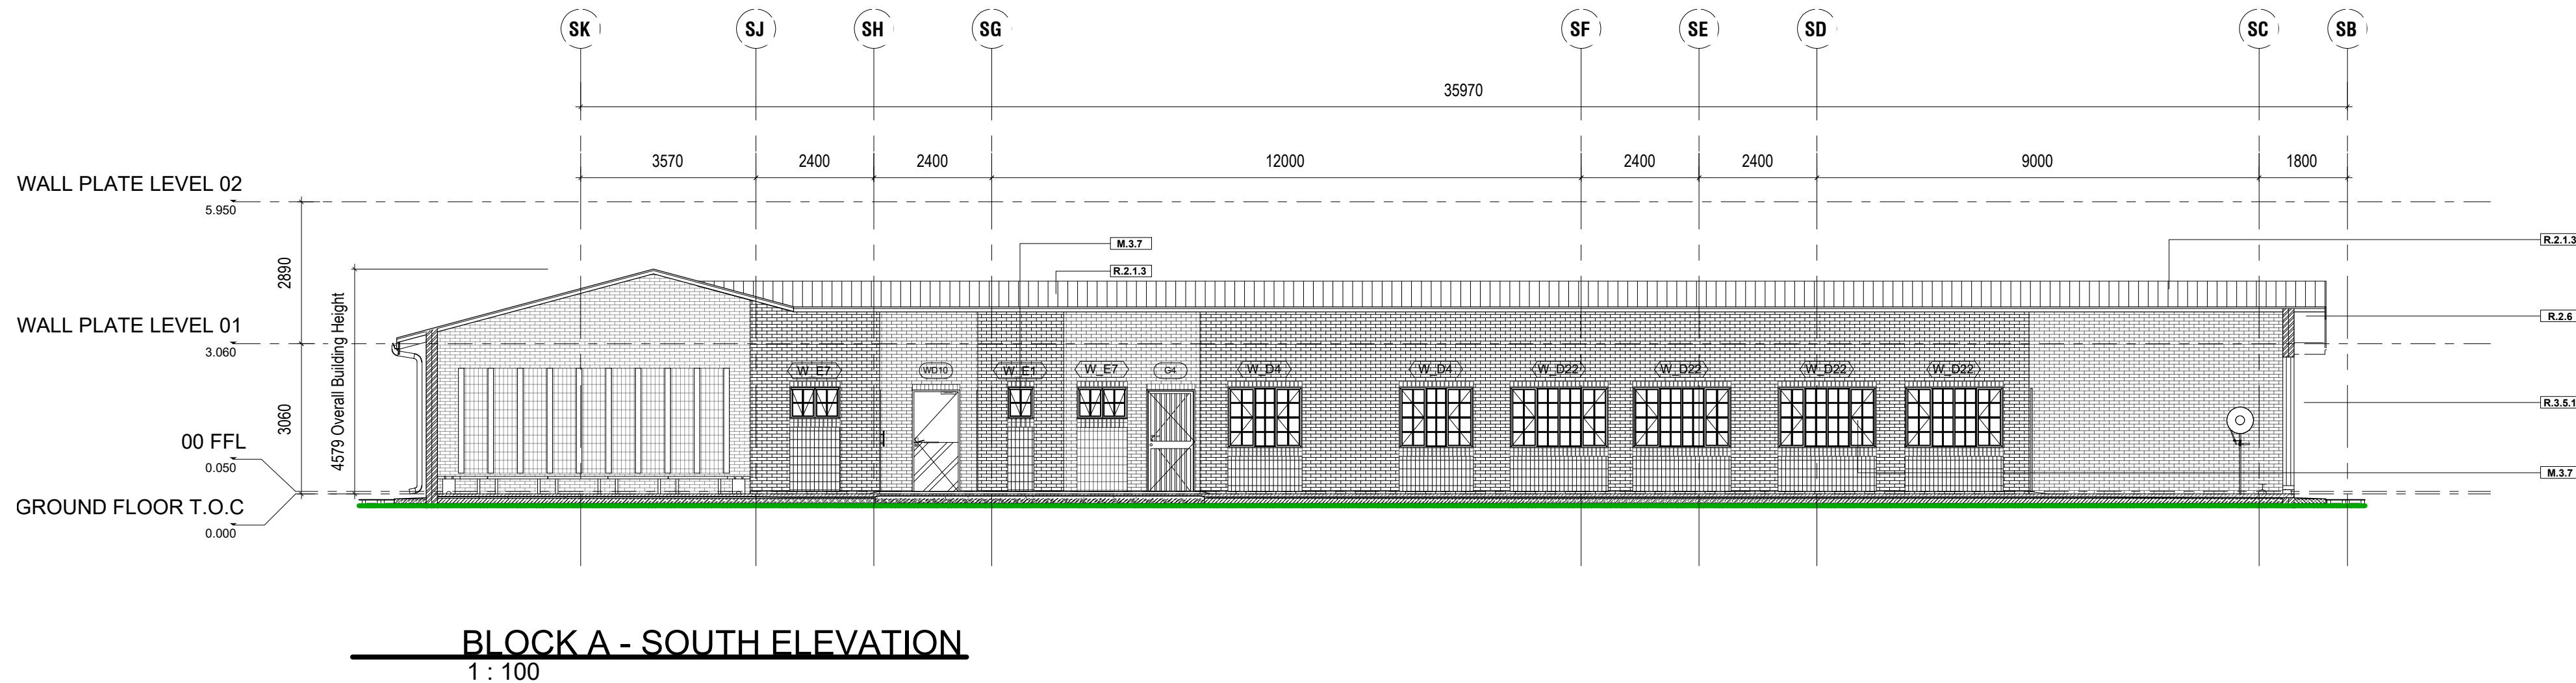 SK SJ SH SG SF SE SD SC SB
35970
3570 2400 2400 12000 2400 2400 9000 1800
WALL PLATE LEVEL 02
5.950
M.3.7
R.2.1.3
R.2.1.3
2890
4579 Overall Building Height
WALL PLATE LEVEL 01
3.060
R.2.6
W_E7 WD10 W_E1 W_E7 G4 W_D4 W_D4 W_D22 W_D22 W_D22 W_D22
R.3.5.1
3060
00 FFL
0.050
M.3.7
GROUND FLOOR T.O.C
0.000
BLOCK A - SOUTH ELEVATION
1 : 100